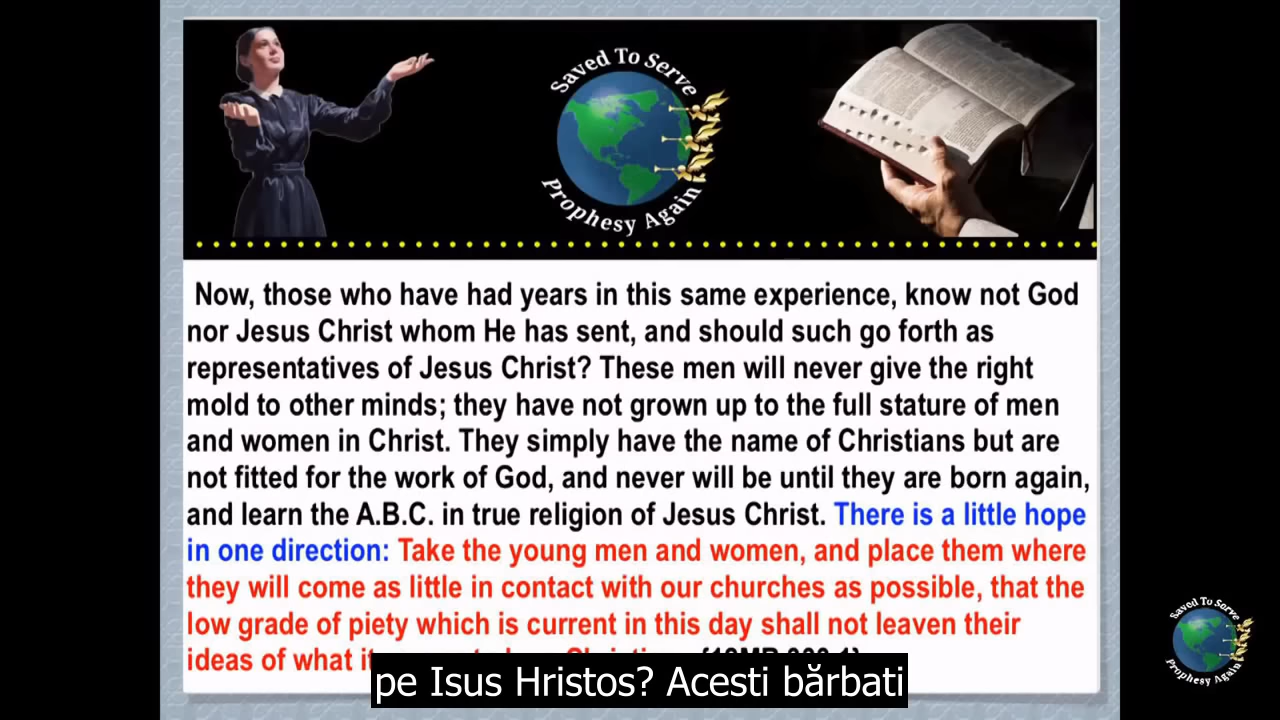 Saved To Serve
Prophesy Again
Now, those who have had years in this same experience, know not God
nor Jesus Christ whom He has sent, and should such go forth as
representatives of Jesus Christ? These men will never give the right
mold to other minds; they have not grown up to the full stature of men
and women in Christ. They simply have the name of Christians but are
not fitted for the work of God, and never will be until they are born again,
and learn the A.B.C. in true religion of Jesus Christ. There is a little hope
in one direction: Take the young men and women, and place them where
they will come as little in contact with our churches as possible, that the
low grade of piety which is current in this day shall not leaven their
ideas of what
pe Isus Hristos? Acesti bărbati
Saved To Serve
Prophesy Again